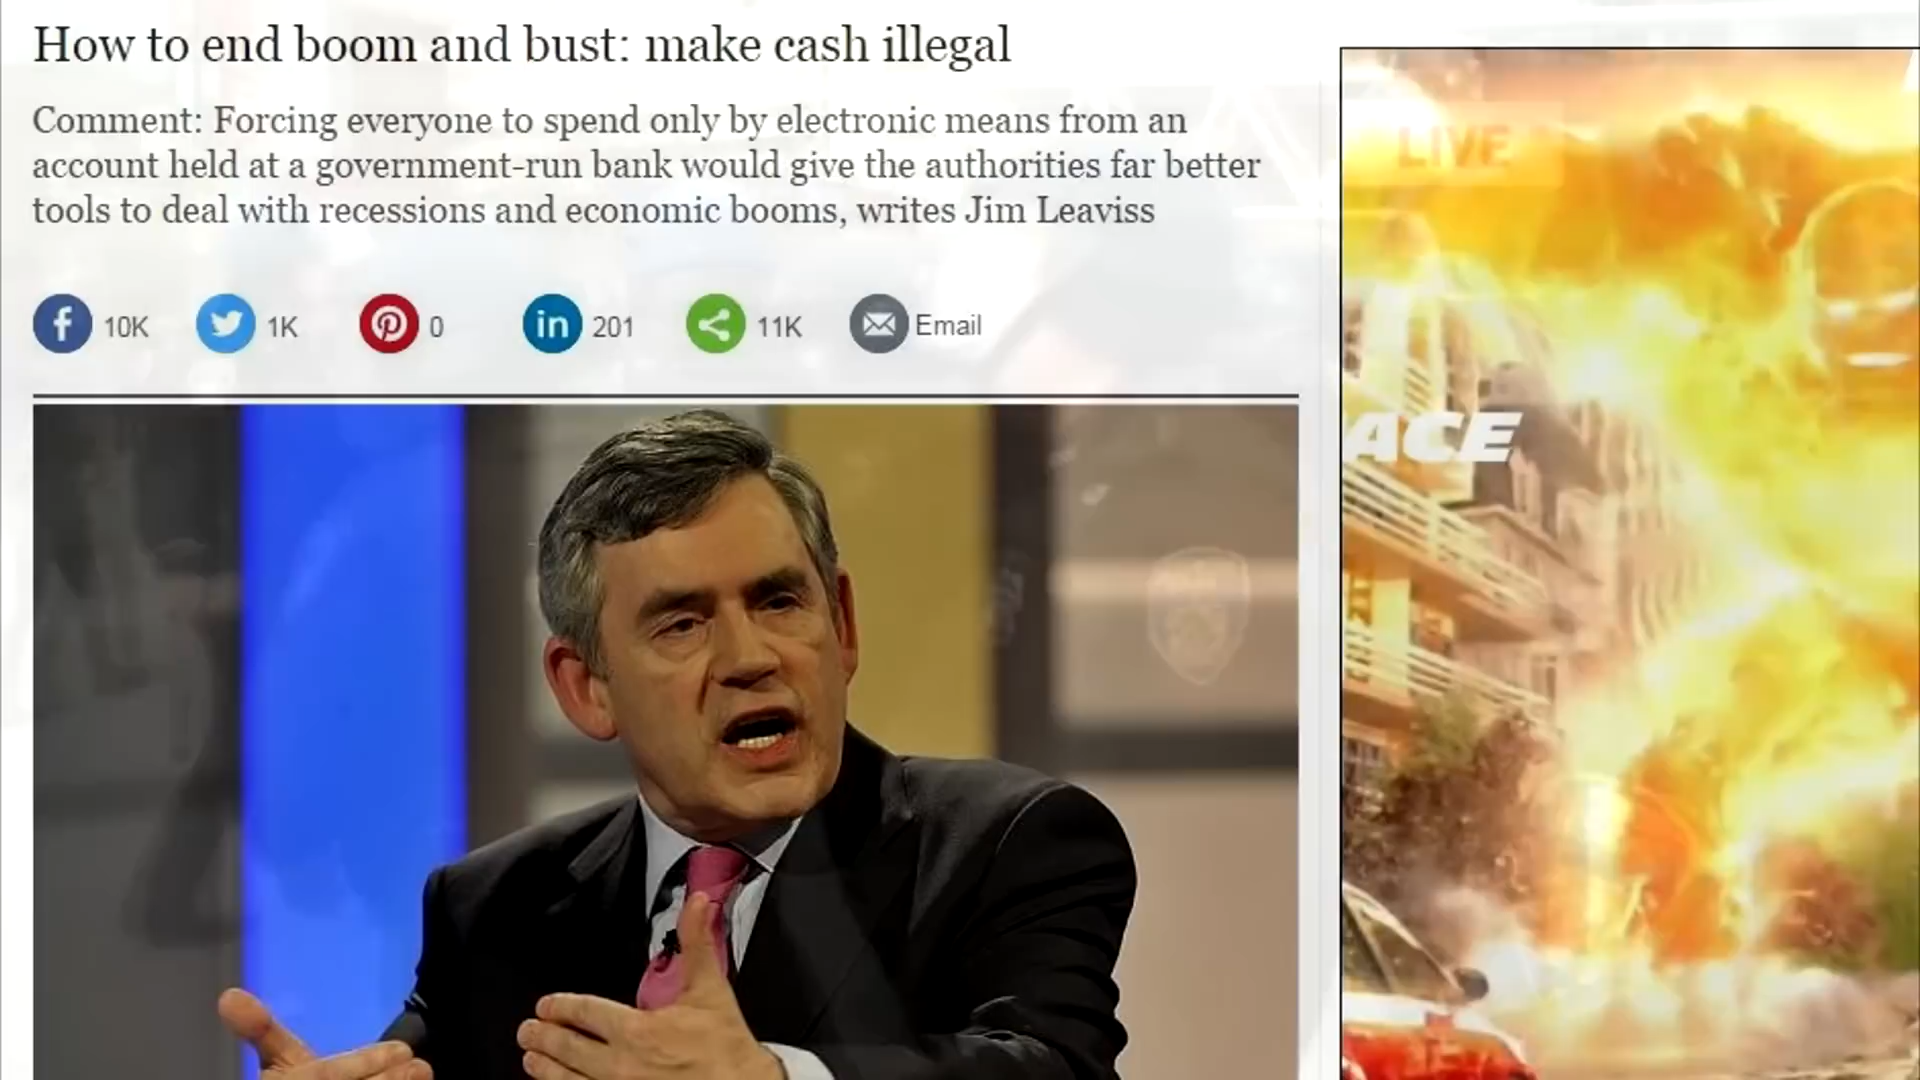 How to end boom and bust: make cash illegal
Comment: Forcing everyone to spend only by electronic means from an
account held at a government-run bank would give the authorities far better
tools to deal with recessions and economic booms, writes Jim Leaviss
10K
1K
0
in 201
11K
Email
LIVE
ACE